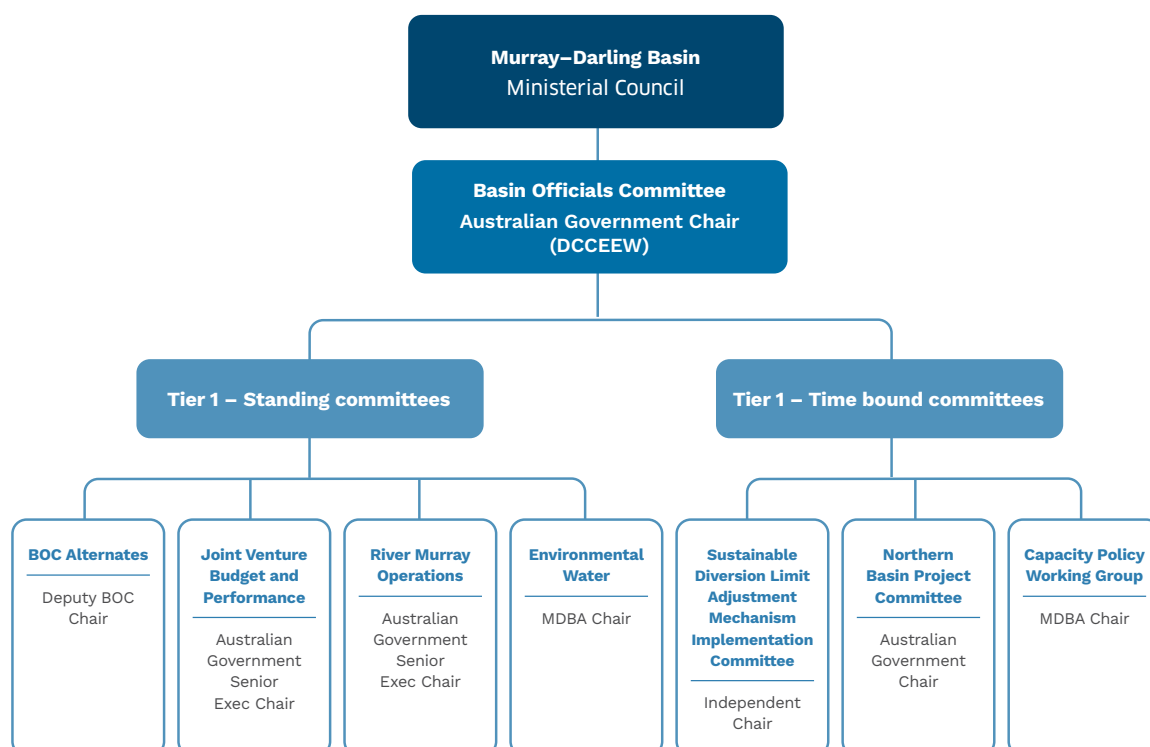 Murray–Darling Basin
Ministerial Council
Basin Officials Committee
Australian Government Chair
(DCCEEW)
Tier 1 – Standing committees
Tier 1 – Time bound committees
BOC Alternates
Deputy BOC
Chair
Joint Venture
Budget and
Performance
Australian
Government
Senior
Exec Chair
River Murray
Operations
Australian
Government
Senior
Exec Chair
Environmental
Water
MDBA Chair
Sustainable
Diversion Limit
Adjustment
Mechanism
Implementation
Committee
Independent
Chair
Northern
Basin Project
Committee
Australian
Government
Chair
Capacity Policy
Working Group
MDBA Chair